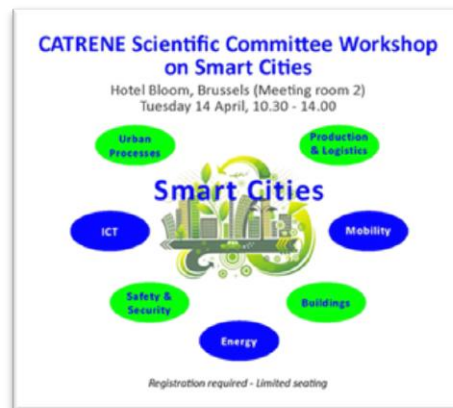 CATRENE Scientific Committee Workshop
on Smart Cities
Hotel Bloom, Brussels (Meeting room 2)
Tuesday 14 April, 10.30 - 14.00
Urban
Processes
Production
& Logistics
Smart Cities
ICT
Mobility
Safety &
Security
Buildings
Energy
Registration required - Limited seating